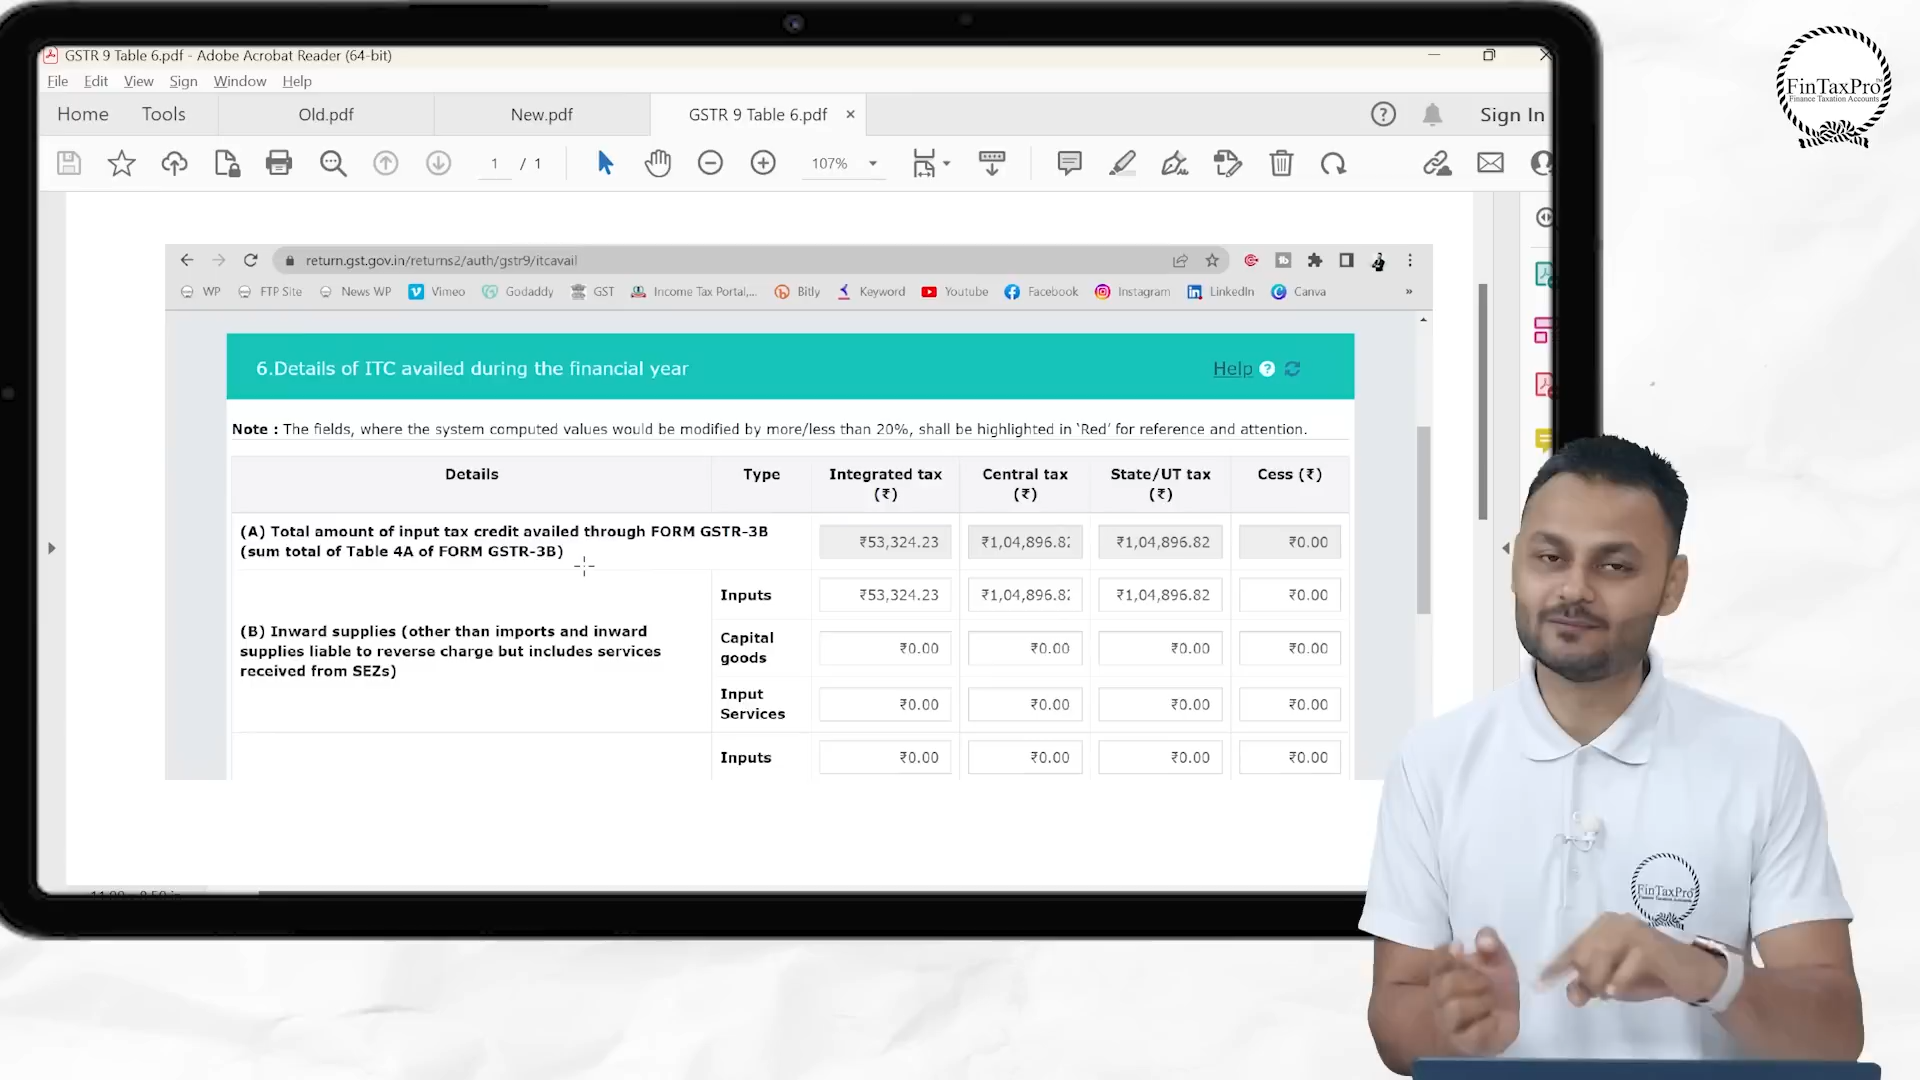 GSTR 9 Table 6.pdf - Adobe Acrobat Reader (64-bit)
File Edit View Sign Window Help
Home Tools Old.pdf New.pdf GSTR 9 Table 6.pdf × Sign In
1 / 1 107%
return.gst.gov.in/returns2/auth/gstr9/itcavail
WP FTP Site News WP Vimeo Godaddy GST Income Tax Portal,... Bitly Keyword Youtube Facebook Instagram LinkedIn Canva »
6.Details of ITC availed during the financial year Help ?
Note : The fields, where the system computed values would be modified by more/less than 20%, shall be highlighted in 'Red' for reference and attention.
Details Type Integrated tax (₹) Central tax (₹) State/UT tax (₹) Cess (₹)
(A) Total amount of input tax credit availed through FORM GSTR-3B
(sum total of Table 4A of FORM GSTR-3B)
₹53,324.23 ₹1,04,896.82 ₹1,04,896.82 ₹0.00
Inputs ₹53,324.23 ₹1,04,896.82 ₹1,04,896.82 ₹0.00
(B) Inward supplies (other than imports and inward
supplies liable to reverse charge but includes services
received from SEZs)
Capital goods ₹0.00 ₹0.00 ₹0.00 ₹0.00
Input Services ₹0.00 ₹0.00 ₹0.00 ₹0.00
Inputs ₹0.00 ₹0.00 ₹0.00 ₹0.00
FinTaxPro
Finance Taxation Accounts
FinTaxPro